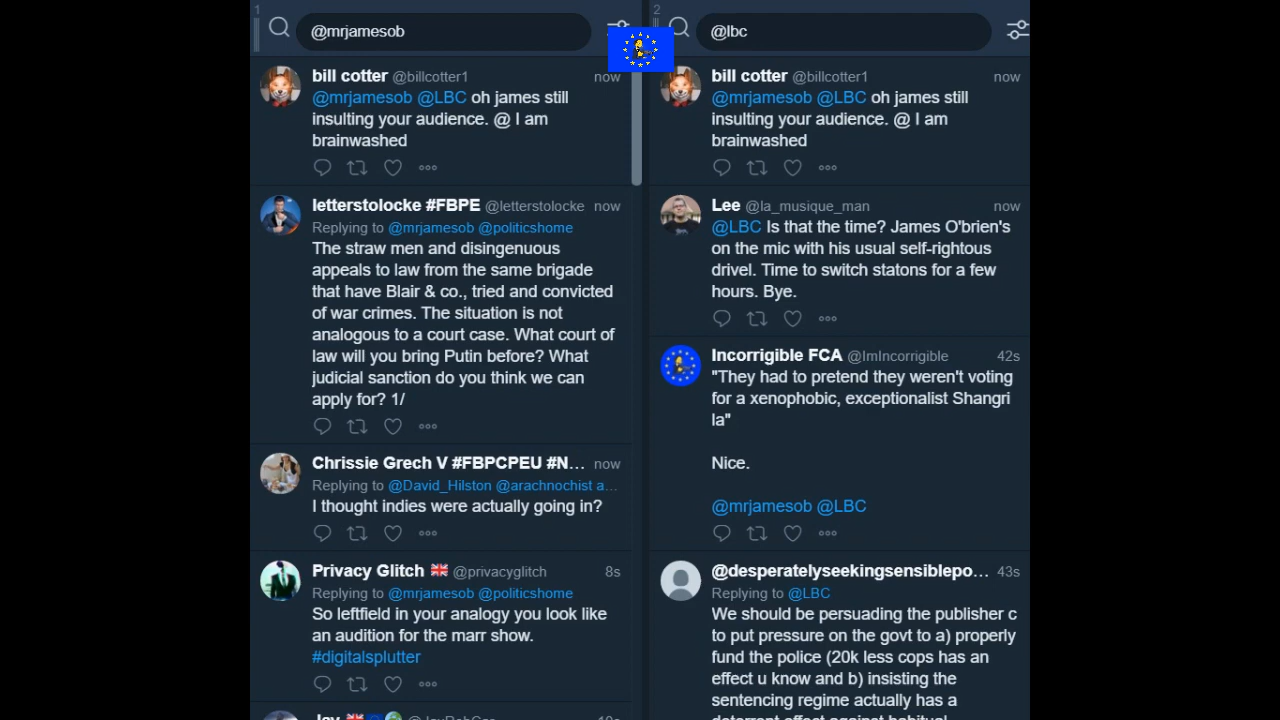 1
@mrjamesob
bill cotter @billcotter1 now
@mrjamesob @LBC oh james still
insulting your audience. @ I am
brainwashed
letterstolocke #FBPE @letterstolocke now
Replying to @mrjamesob @politicshome
The straw men and disingenuous
appeals to law from the same brigade
that have Blair & co., tried and convicted
of war crimes. The situation is not
analogous to a court case. What court of
law will you bring Putin before? What
judicial sanction do you think we can
apply for? 1/
Chrissie Grech V #FBPCPEU #N... now
Replying to @David_Hilston @arachnochist a...
I thought indies were actually going in?
Privacy Glitch @privacyglitch 8s
Replying to @mrjamesob @politicshome
So leftfield in your analogy you look like
an audition for the marr show.
#digitalsplutter
2
@lbc
bill cotter @billcotter1 now
@mrjamesob @LBC oh james still
insulting your audience. @ I am
brainwashed
Lee @la_musique_man now
@LBC Is that the time? James O'brien's
on the mic with his usual self-rightous
drivel. Time to switch statons for a few
hours. Bye.
Incorrigible FCA @ImIncorrigible 42s
"They had to pretend they weren't voting
for a xenophobic, exceptionalist Shangri
la"
Nice.
@mrjamesob @LBC
@desperatelyseekingsensiblepo... 43s
Replying to @LBC
We should be persuading the publisher c
to put pressure on the govt to a) properly
fund the police (20k less cops has an
effect u know and b) insisting the
sentencing regime actually has a